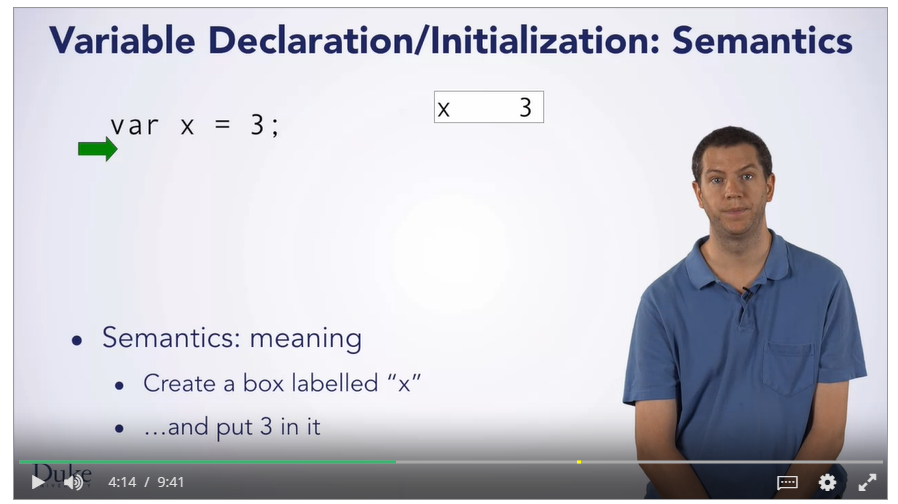 Variable Declaration/Initialization: Semantics
var x = 3;
x 3
• Semantics: meaning
• Create a box labelled “x”
• …and put 3 in it
Duke
4:14 / 9:41